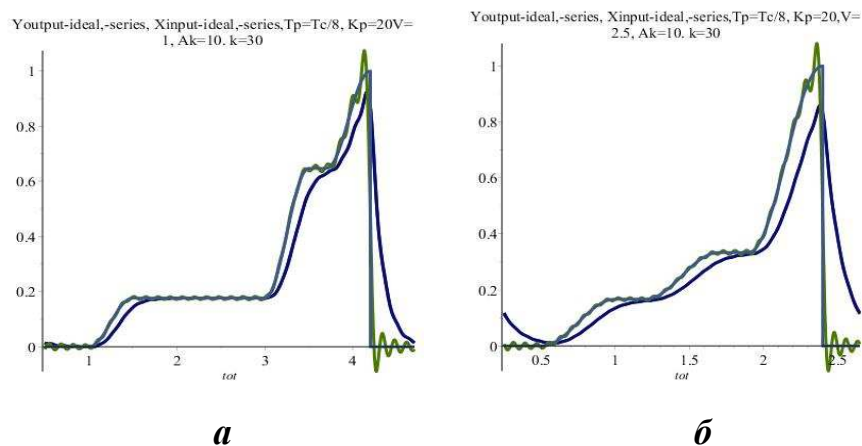 Youtput-ideal,-series, Xinput-ideal,-series,Tp=Tc/8, Kp=20V=
1, Ak=10. k=30
1
0.8
0.6
0.4
0.2
0
1 2 3 4
tot
а
Youtput-ideal,-series, Xinput-ideal,-series,Tp=Tc/8, Kp=20,V=
2.5, Ak=10. k=30
1
0.8
0.6
0.4
0.2
0
0.5 1 1.5 2 2.5
tot
б